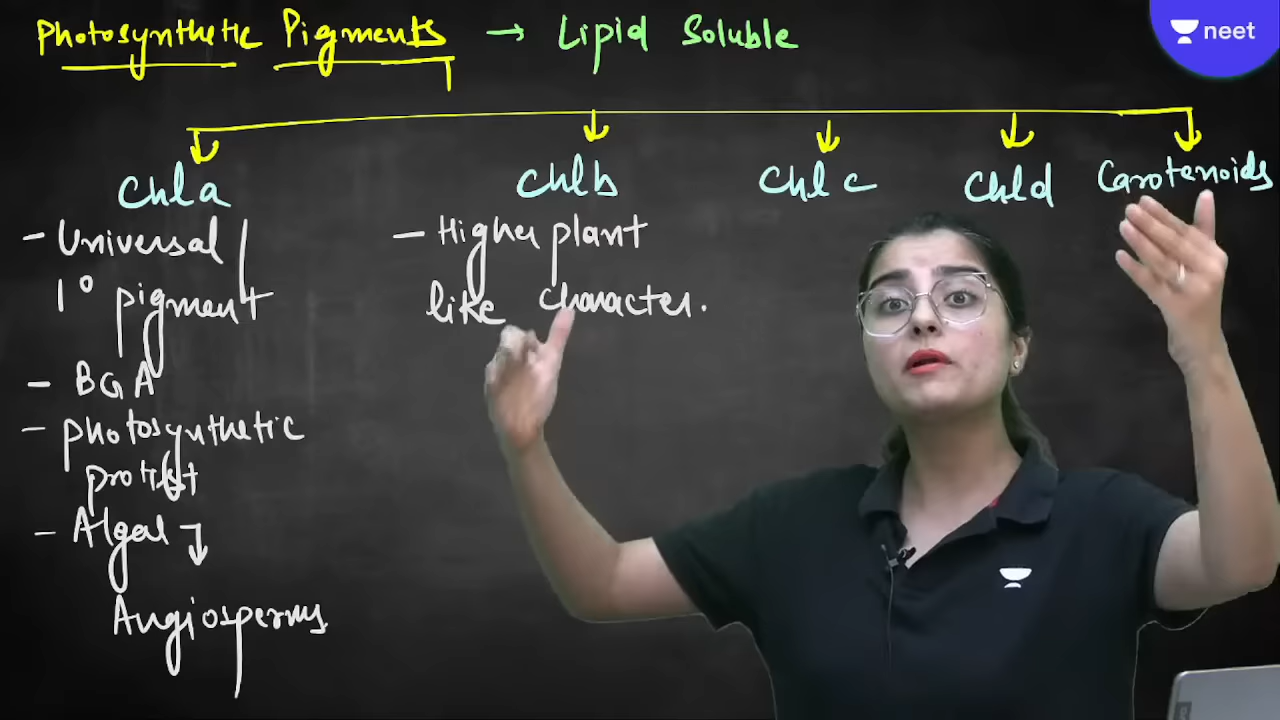 Photosynthetic Pigments → Lipid Soluble
neet
Chl a
Chl b
Chl c
Chl d
Carotenoids
- Universal
1° pigment
- BGA
- photosynthetic
protist
- Algal
Angiosperms
- Higher plant
like character.